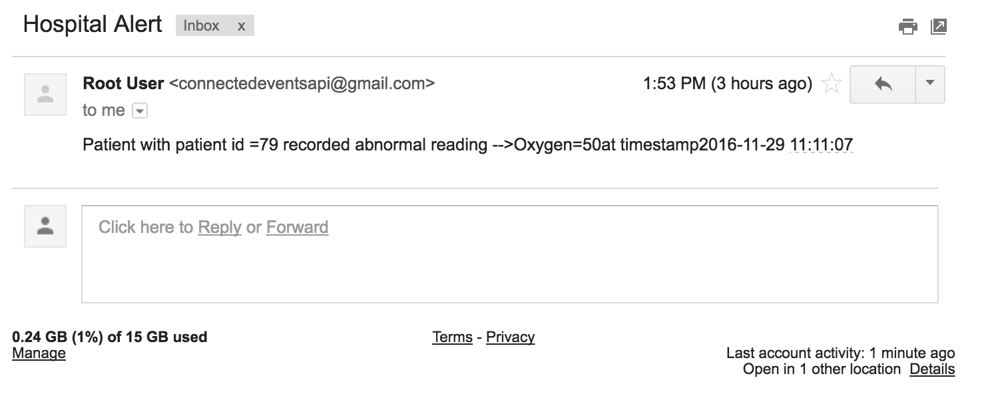 Hospital Alert Inbox x
Root User <connectedeventsapi@gmail.com> 1:53 PM (3 hours ago)
to me
Patient with patient id =79 recorded abnormal reading -->Oxygen=50at timestamp2016-11-29 11:11:07
Click here to Reply or Forward
0.24 GB (1%) of 15 GB used
Manage
Terms - Privacy
Last account activity: 1 minute ago
Open in 1 other location Details